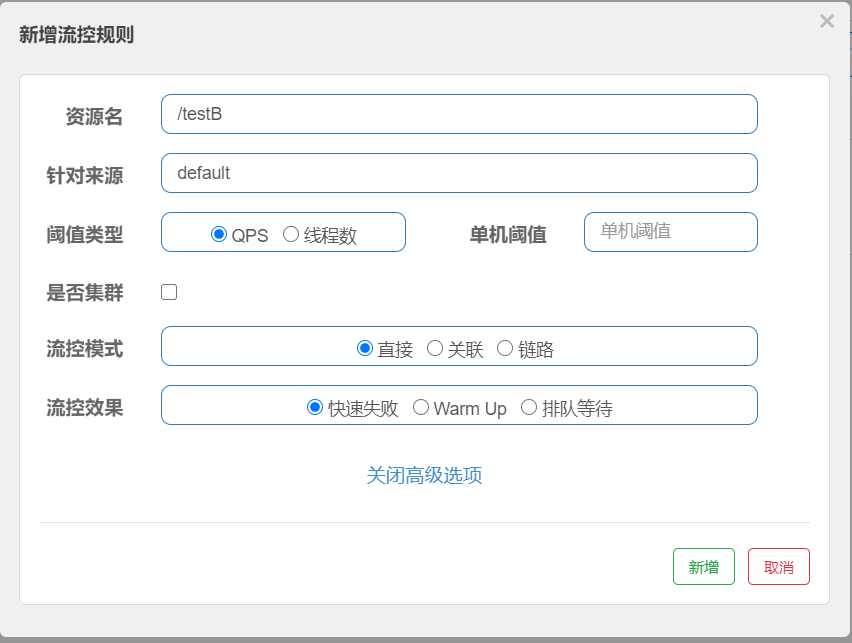 新增流控规则 ×
资源名 /testB
针对来源 default
阈值类型 QPS 线程数 单机阈值 单机阈值
是否集群
流控模式 直接 关联 链路
流控效果 快速失败 Warm Up 排队等待
关闭高级选项
新增 取消